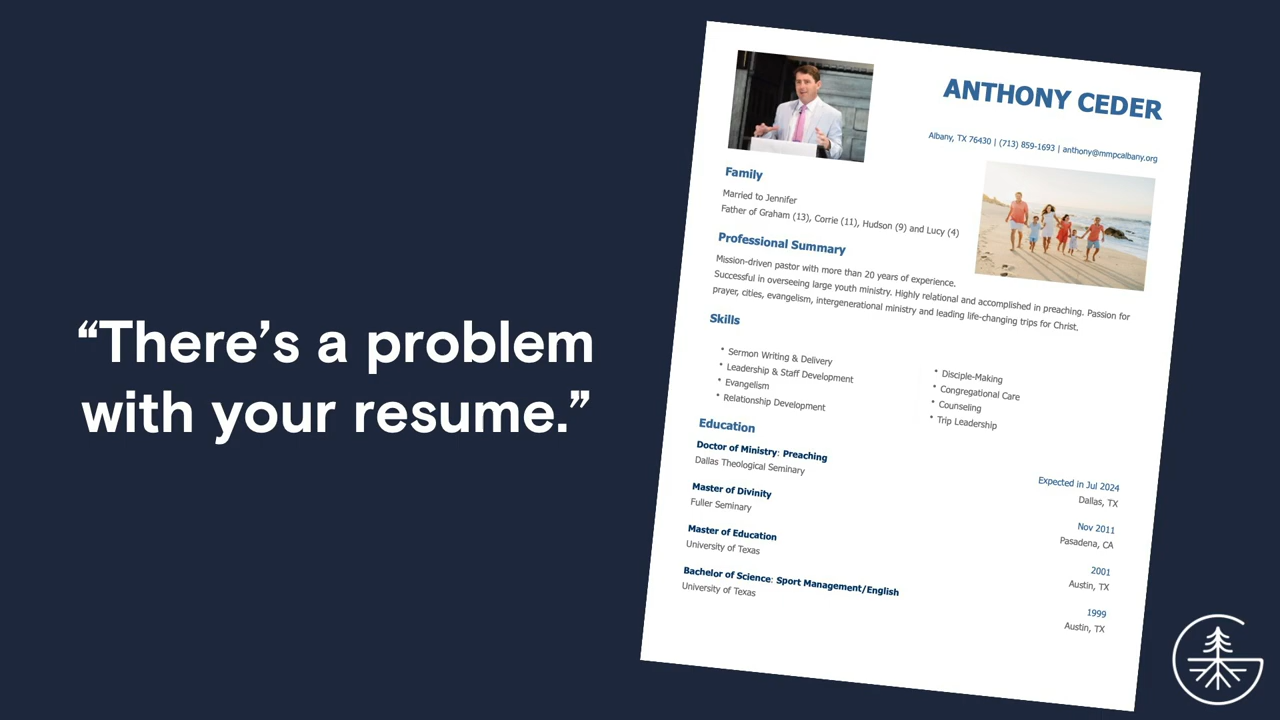 “There’s a problem
with your resume.”
ANTHONY CEDER
Albany, TX 76430 | (713) 859-1693 | anthony@mmpcalbany.org
Family
Married to Jennifer
Father of Graham (13), Corrie (11), Hudson (9) and Lucy (4)
Professional Summary
Mission-driven pastor with more than 20 years of experience.
Successful in overseeing large youth ministry. Highly relational and accomplished in preaching. Passion for
prayer, cities, evangelism, intergenerational ministry and leading life-changing trips for Christ.
Skills
• Sermon Writing & Delivery
• Leadership & Staff Development
• Evangelism
• Relationship Development
• Disciple-Making
• Congregational Care
• Counseling
• Trip Leadership
Education
Doctor of Ministry: Preaching
Expected in Jul 2024
Dallas Theological Seminary
Dallas, TX
Master of Divinity
Nov 2011
Fuller Seminary
Pasadena, CA
Master of Education
2001
University of Texas
Austin, TX
Bachelor of Science: Sport Management/English
1999
University of Texas
Austin, TX